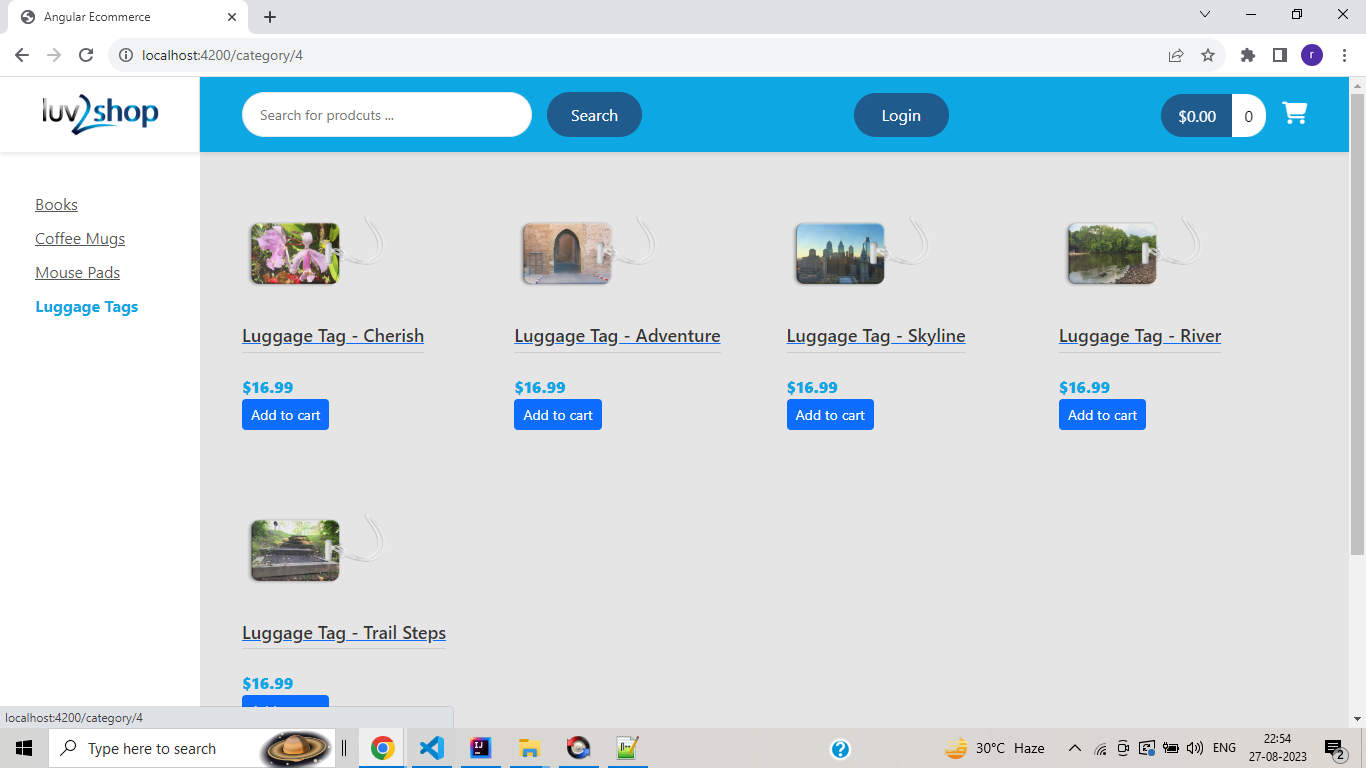 Angular Ecommerce
localhost:4200/category/4
r
luv2shop
Search for prodcuts ...
Search
Login
$0.00
0
Books
Coffee Mugs
Mouse Pads
Luggage Tags
Luggage Tag - Cherish
Luggage Tag - Adventure
Luggage Tag - Skyline
Luggage Tag - River
$16.99
$16.99
$16.99
$16.99
Add to cart
Add to cart
Add to cart
Add to cart
Luggage Tag - Trail Steps
$16.99
localhost:4200/category/4
Type here to search
30°C Haze
ENG
22:54
27-08-2023
2